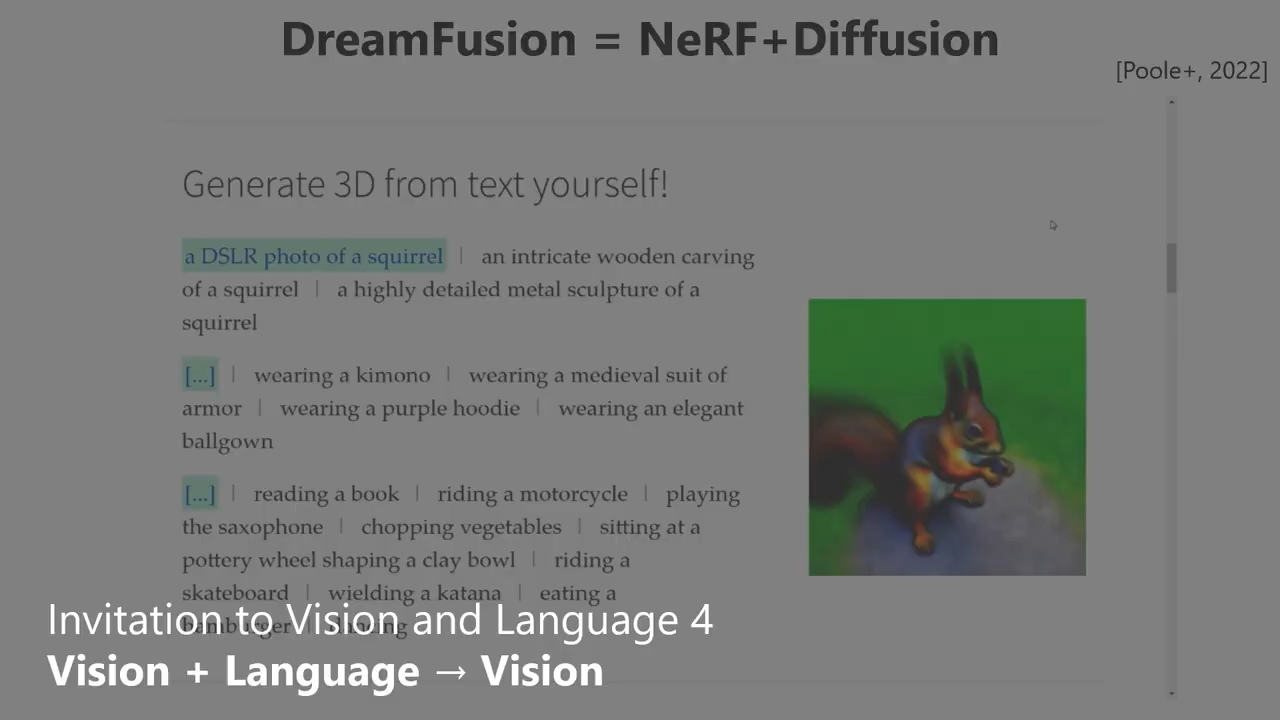 DreamFusion = NeRF+Diffusion
[Poole+, 2022]
Generate 3D from text yourself!
a DSLR photo of a squirrel | an intricate wooden carving
of a squirrel | a highly detailed metal sculpture of a
squirrel
[...] | wearing a kimono | wearing a medieval suit of
armor | wearing a purple hoodie | wearing an elegant
ballgown
[...] | reading a book | riding a motorcycle | playing
the saxophone | chopping vegetables | sitting at a
pottery wheel shaping a clay bowl | riding a
skateboard | wielding a katana | eating a
hamburger | dancing
Invitation to Vision and Language 4
Vision + Language → Vision